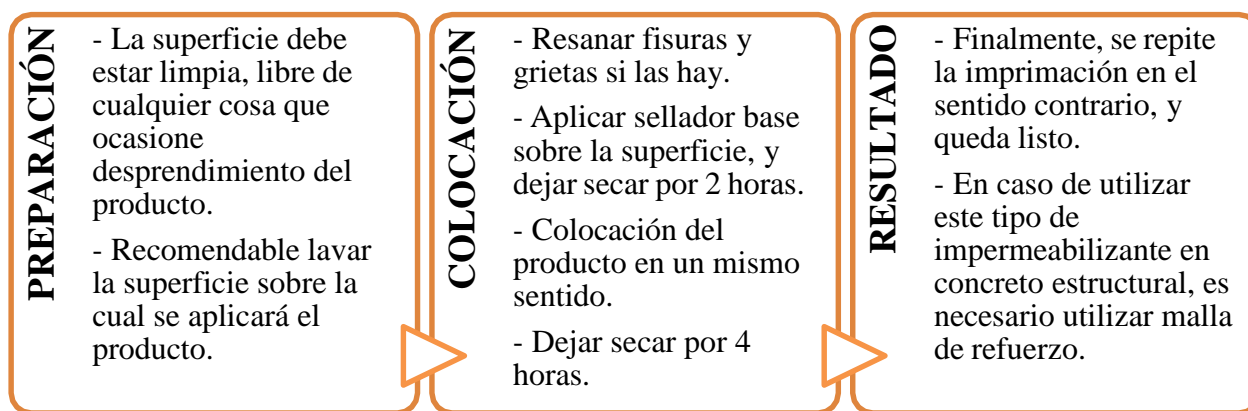 PREPARACIÓN
- La superficie debe
estar limpia, libre de
cualquier cosa que
ocasione
desprendimiento del
producto.
- Recomendable lavar
la superficie sobre la
cual se aplicará el
producto.
COLOCACIÓN
- Resanar fisuras y
grietas si las hay.
- Aplicar sellador base
sobre la superficie, y
dejar secar por 2 horas.
- Colocación del
producto en un mismo
sentido.
- Dejar secar por 4
horas.
RESULTADO
- Finalmente, se repite
la imprimación en el
sentido contrario, y
queda listo.
- En caso de utilizar
este tipo de
impermeabilizante en
concreto estructural, es
necesario utilizar malla
de refuerzo.